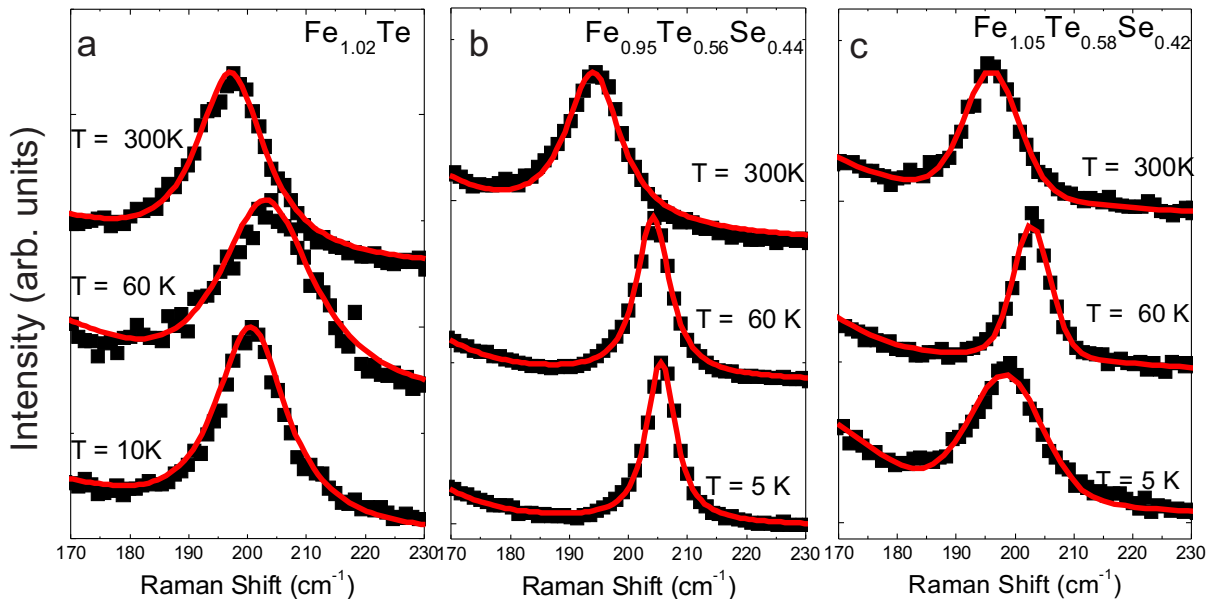 a
Fe1.02Te
T = 300K
T = 60 K
T = 10K
170 180 190 200 210 220 230
Raman Shift (cm-1)
Intensity (arb. units)
b
Fe0.95Te0.56Se0.44
T = 300K
T = 60 K
T = 5 K
170 180 190 200 210 220 230
Raman Shift (cm-1)
c
Fe1.05Te0.58Se0.42
T = 300K
T = 60 K
T = 5 K
170 180 190 200 210 220 230
Raman Shift (cm-1)